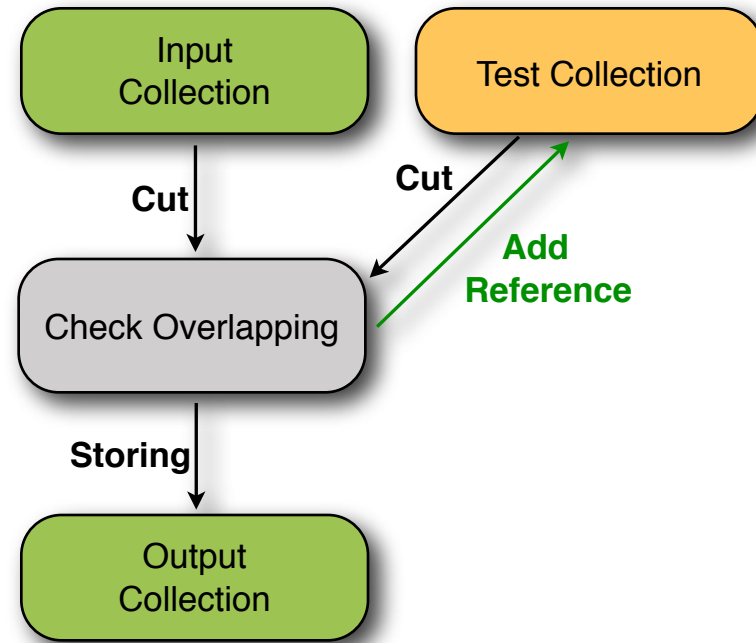 Input
Collection
Test Collection
Cut
Cut
Add
Reference
Check Overlapping
Storing
Output
Collection